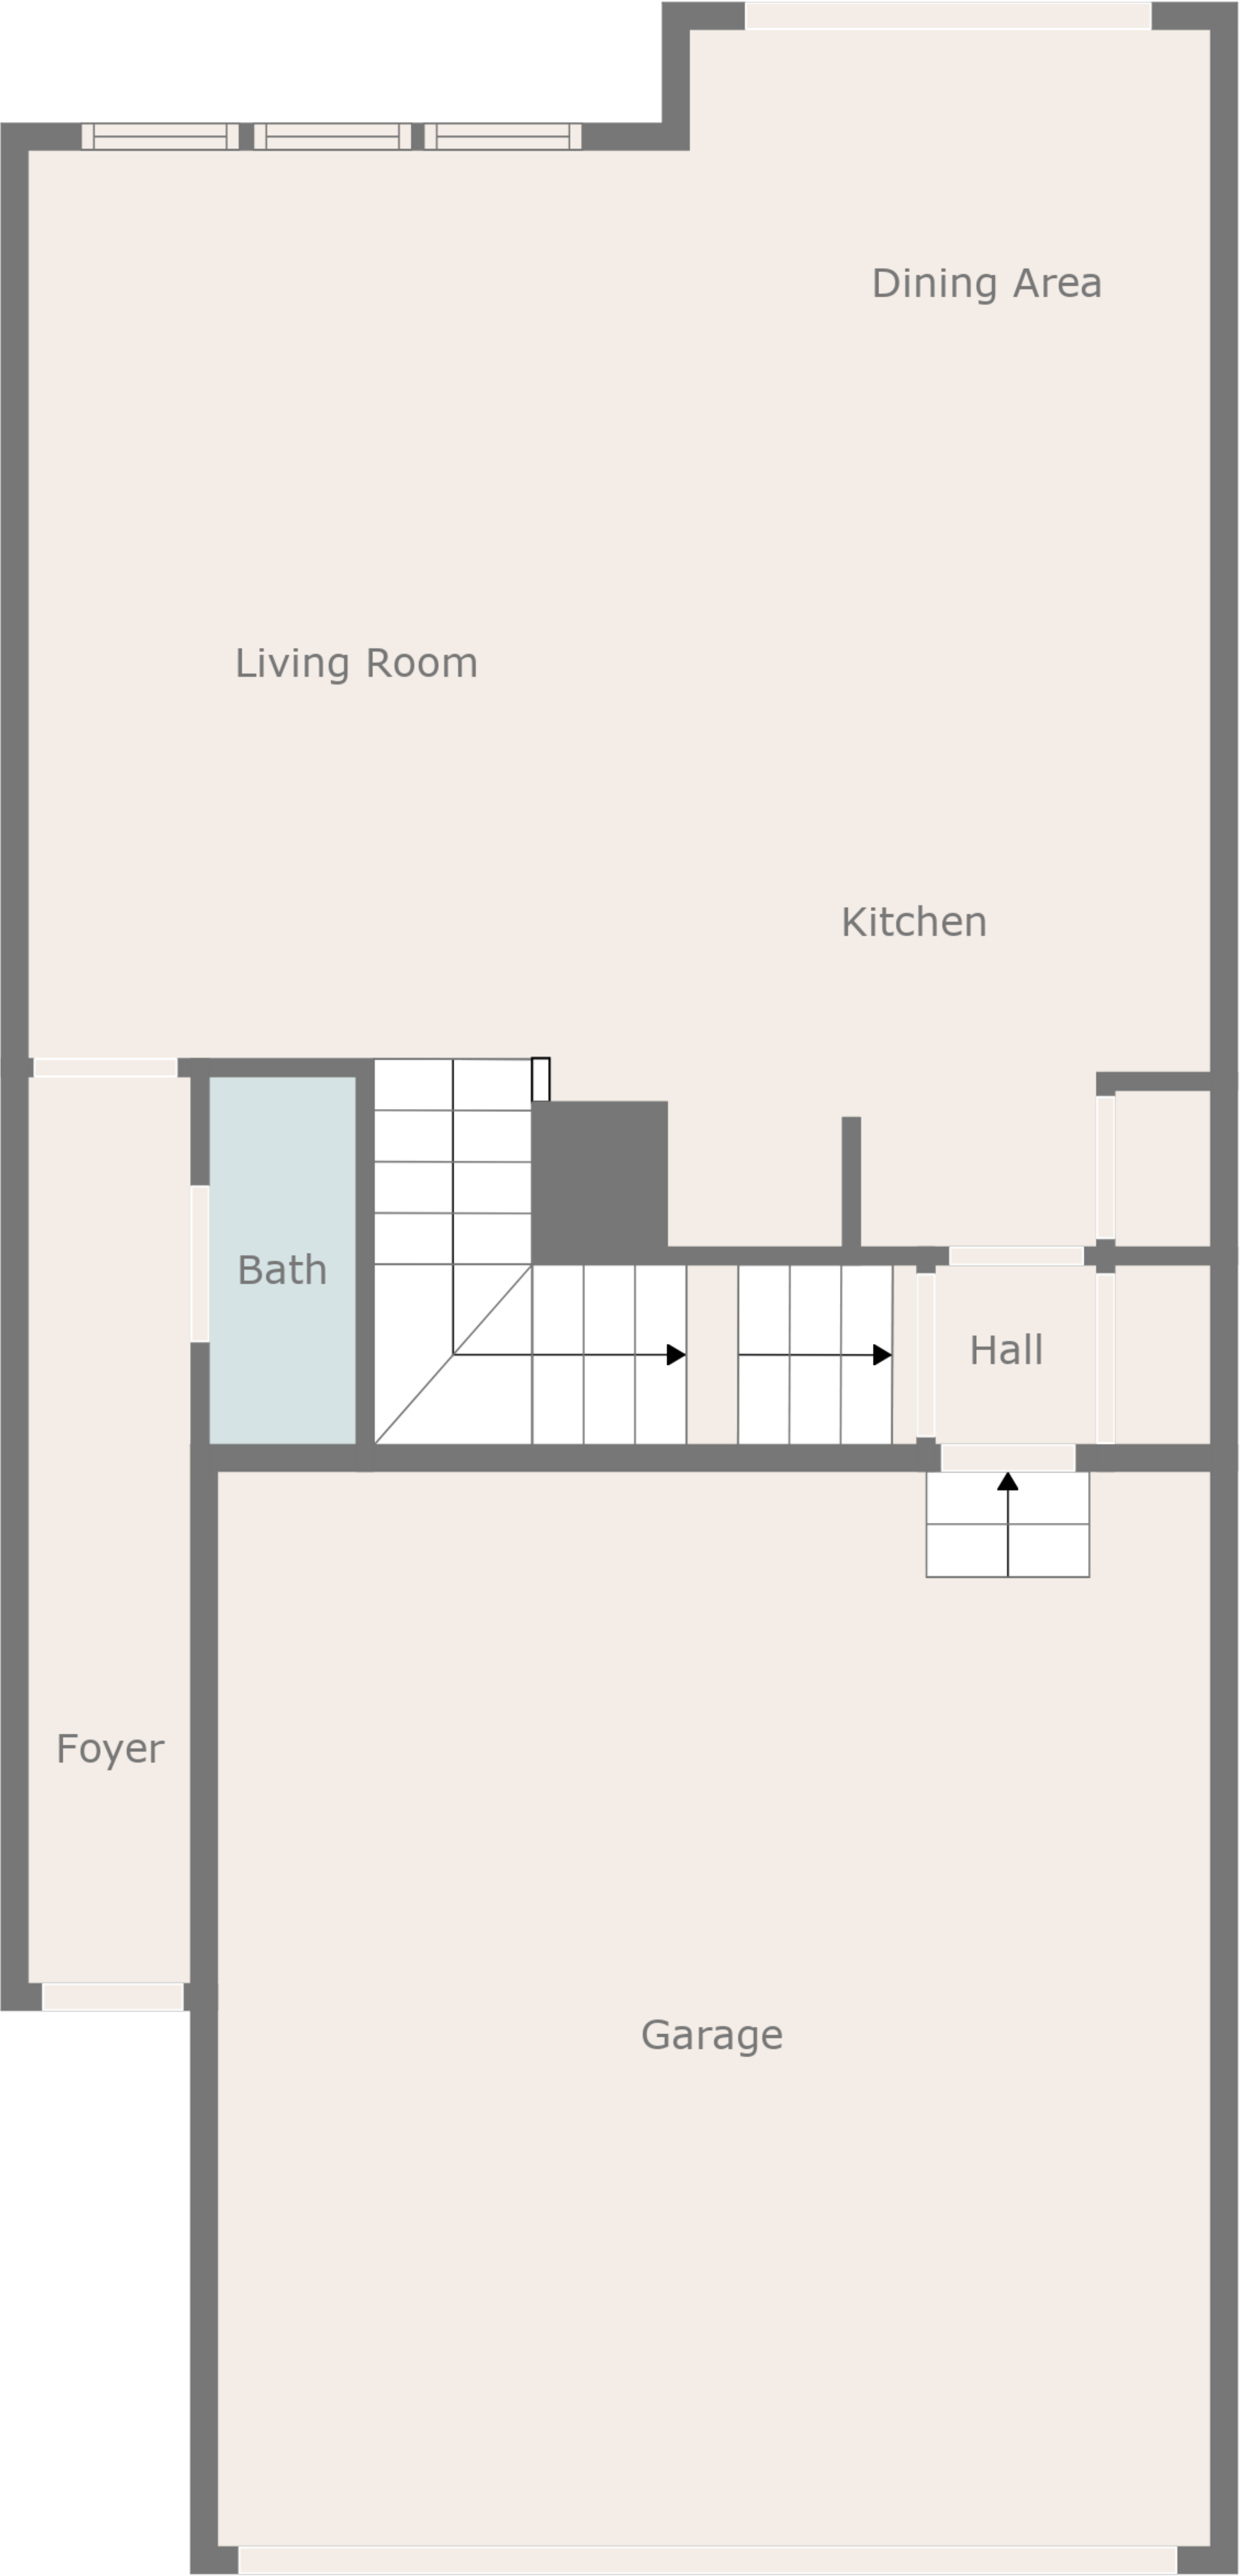 Dining Area
Living Room
Kitchen
Bath
Hall
Foyer
Garage